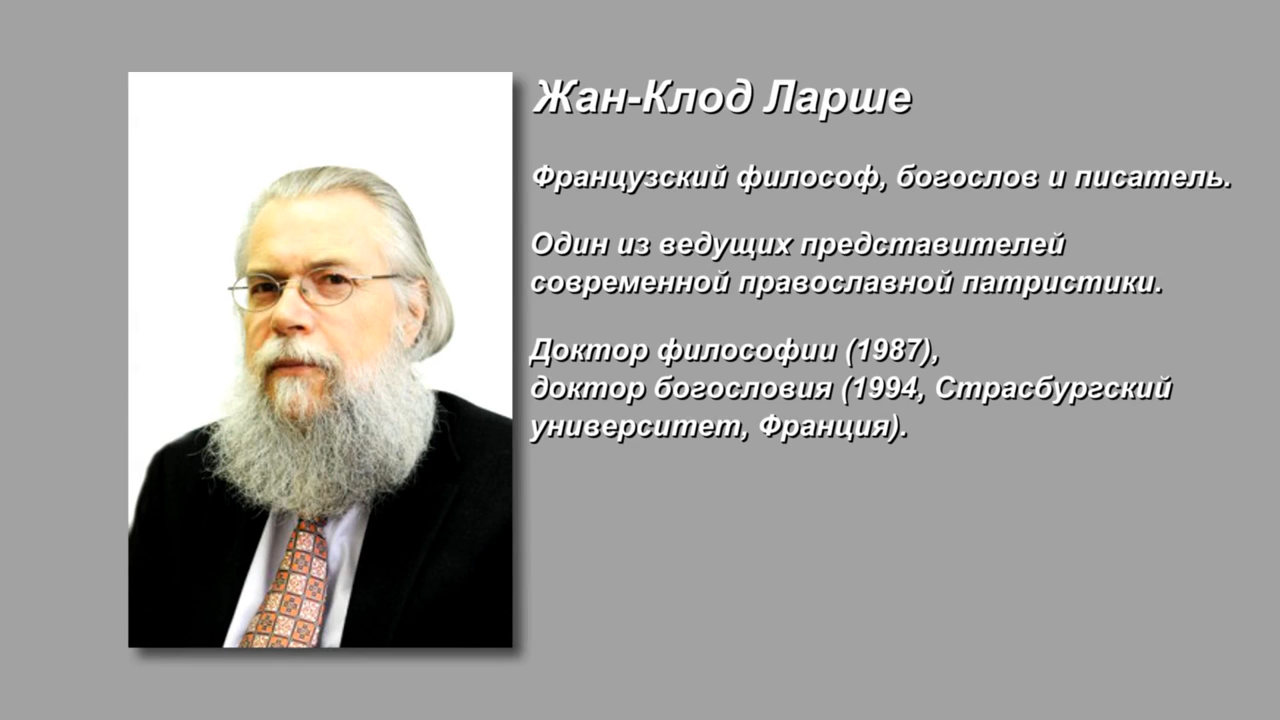 Жан-Клод Ларше
Французский философ, богослов и писатель.
Один из ведущих представителей
современной православной патристики.
Доктор философии (1987),
доктор богословия (1994, Страсбургский
университет, Франция).